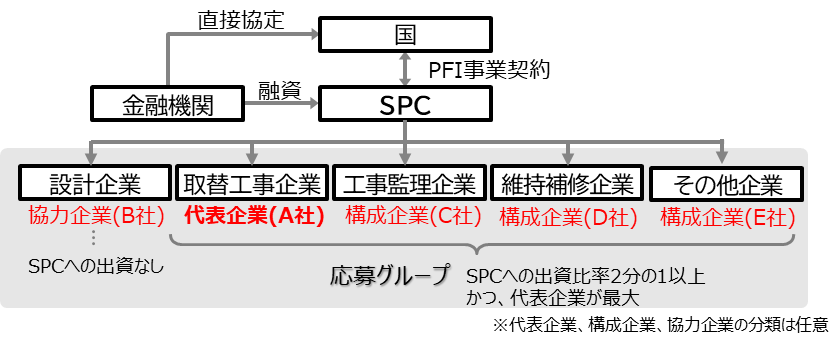 直接協定
国
PFI事業契約
金融機関
融資
SPC
設計企業
取替工事企業
工事監理企業
維持補修企業
その他企業
協力企業(B社)
代表企業(A社)
構成企業(C社)
構成企業(D社)
構成企業(E社)
SPCへの出資なし
応募グループ
SPCへの出資比率2分の1以上
かつ、代表企業が最大
※代表企業、構成企業、協力企業の分類は任意